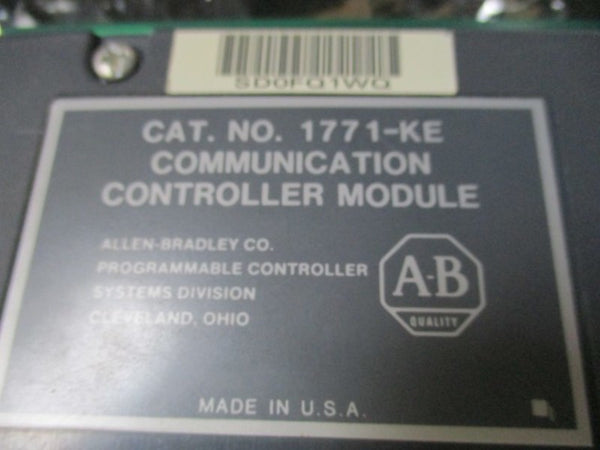 SD0FQ1WQ
CAT. NO. 1771-KE
COMMUNICATION
CONTROLLER MODULE
ALLEN-BRADLEY CO.
PROGRAMMABLE CONTROLLER
SYSTEMS DIVISION
CLEVELAND, OHIO
A-B
QUALITY
MADE IN U.S.A.